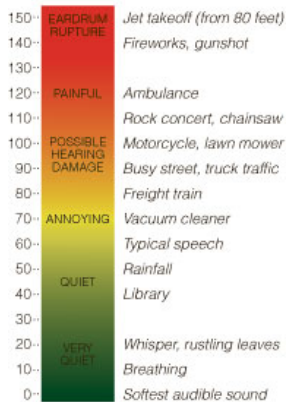 150 EARDRUM Jet takeoff (from 80 feet)
RUPTURE
140 Fireworks, gunshot
130
120 PAINFUL Ambulance
110 Rock concert, chainsaw
100 POSSIBLE Motorcycle, lawn mower
HEARING
90 DAMAGE Busy street, truck traffic
80 Freight train
70 ANNOYING Vacuum cleaner
60 Typical speech
50 Rainfall
QUIET
40 Library
30
20 VERY Whisper, rustling leaves
QUIET
10 Breathing
0 Softest audible sound